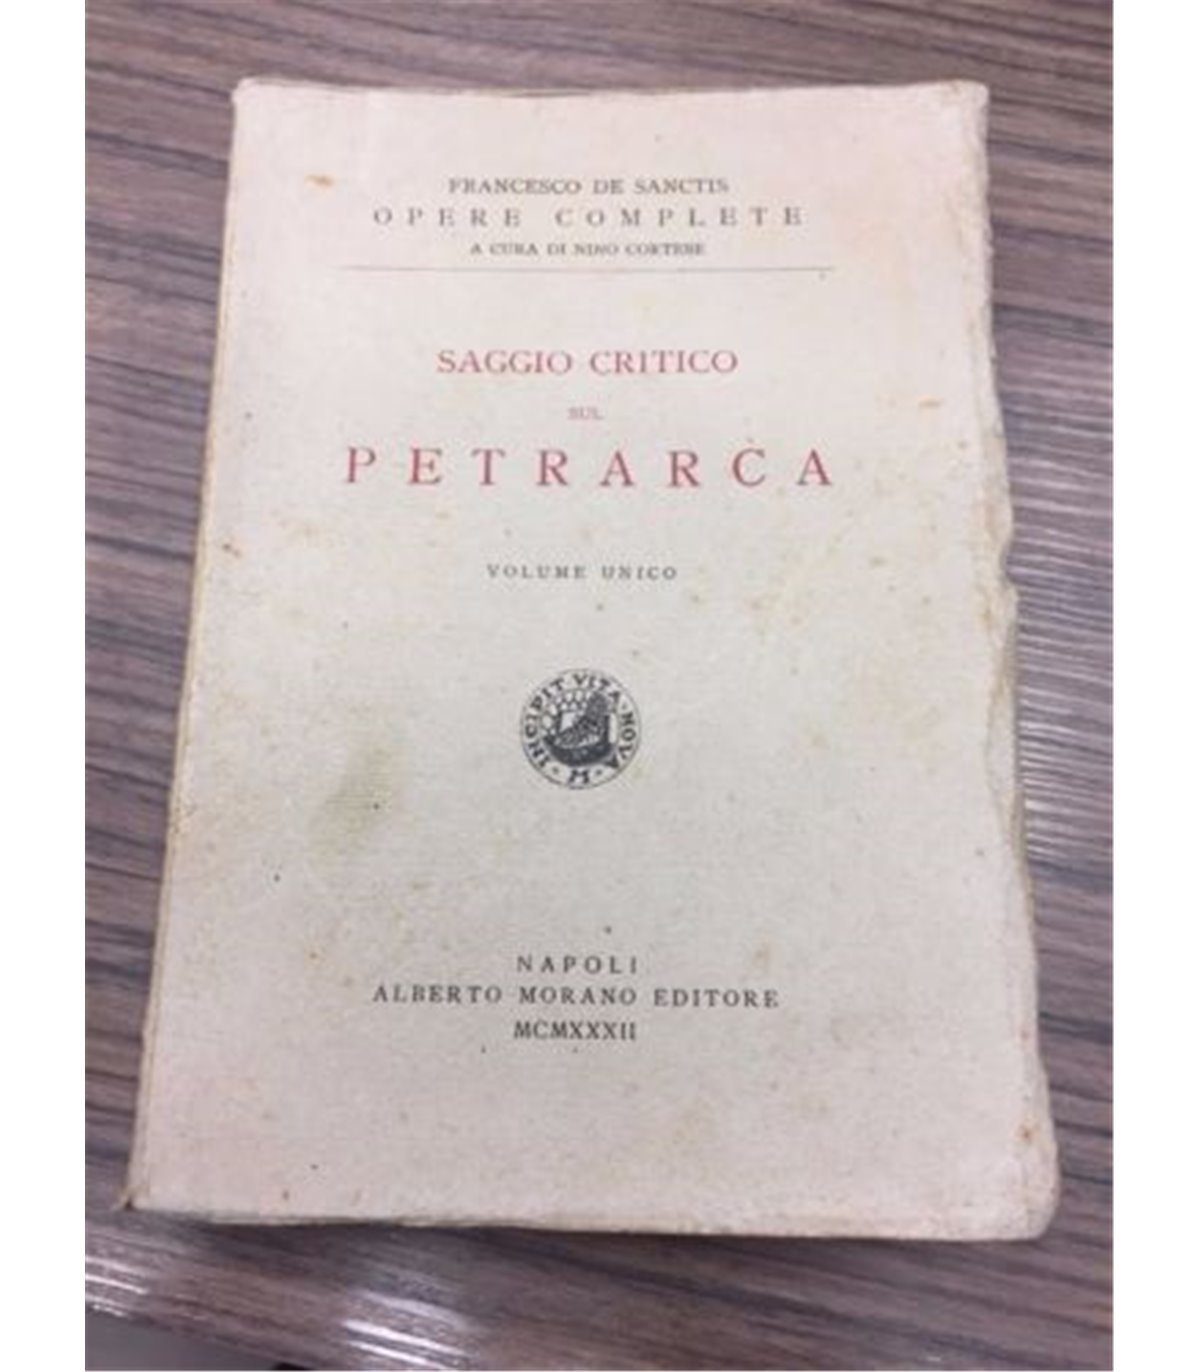 FRANCESCO DE SANCTIS
OPERE COMPLETE
A CURA DI NINO CORTESE
SAGGIO CRITICO
SUL
PETRARCA
VOLUME UNICO
INCIPIT VITA · NOVA ·
M
NAPOLI
ALBERTO MORANO EDITORE
MCMXXXII